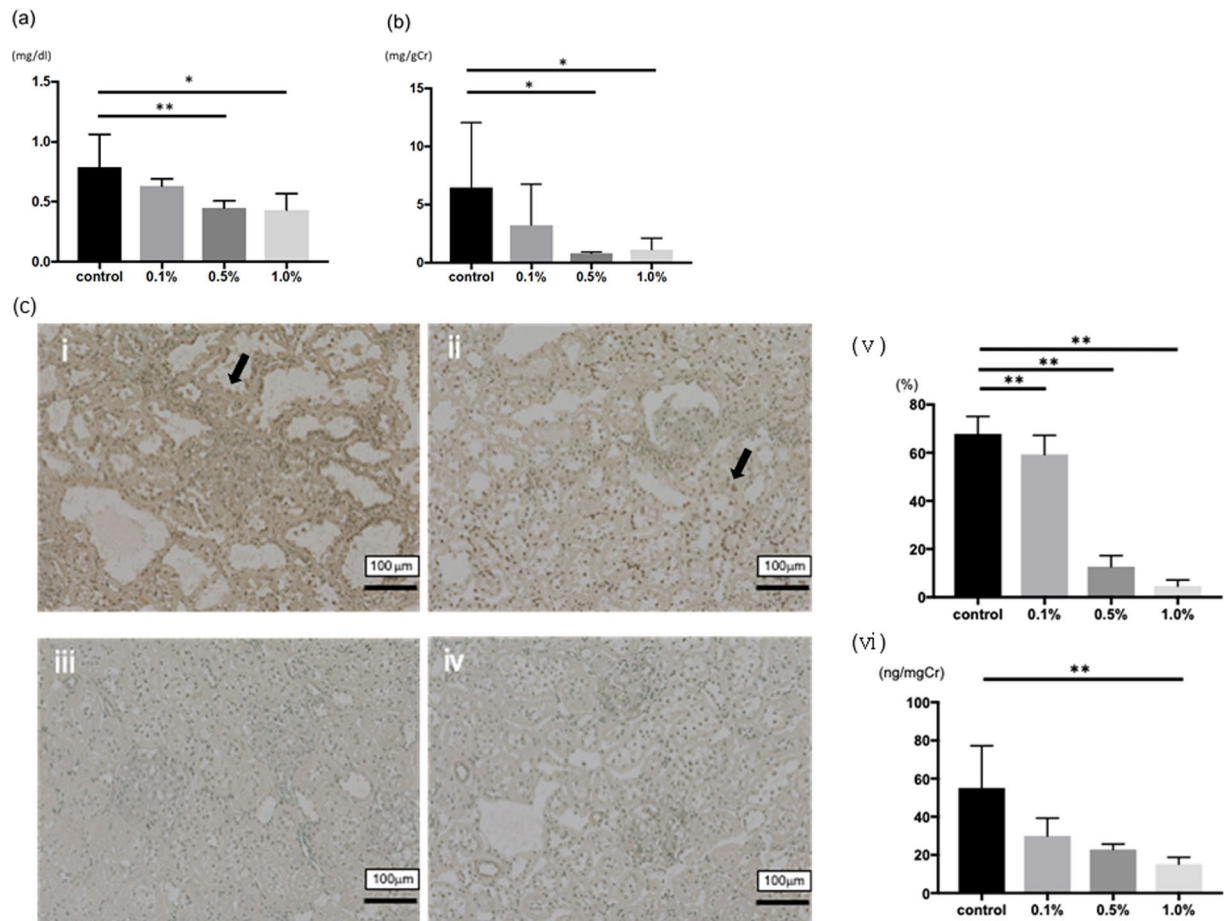 (a)
(mg/dl)
1.5
1.0
0.5
0.0
*
**
control 0.1% 0.5% 1.0%
(b)
(mg/gCr)
15
10
5
0
*
*
control 0.1% 0.5% 1.0%
(c)
i
100μm
ii
100μm
iii
100μm
iv
100μm
(v)
(%)
80
60
40
20
0
**
**
**
control 0.1% 0.5% 1.0%
(vi)
(ng/mgCr)
100
80
60
40
20
0
**
control 0.1% 0.5% 1.0%